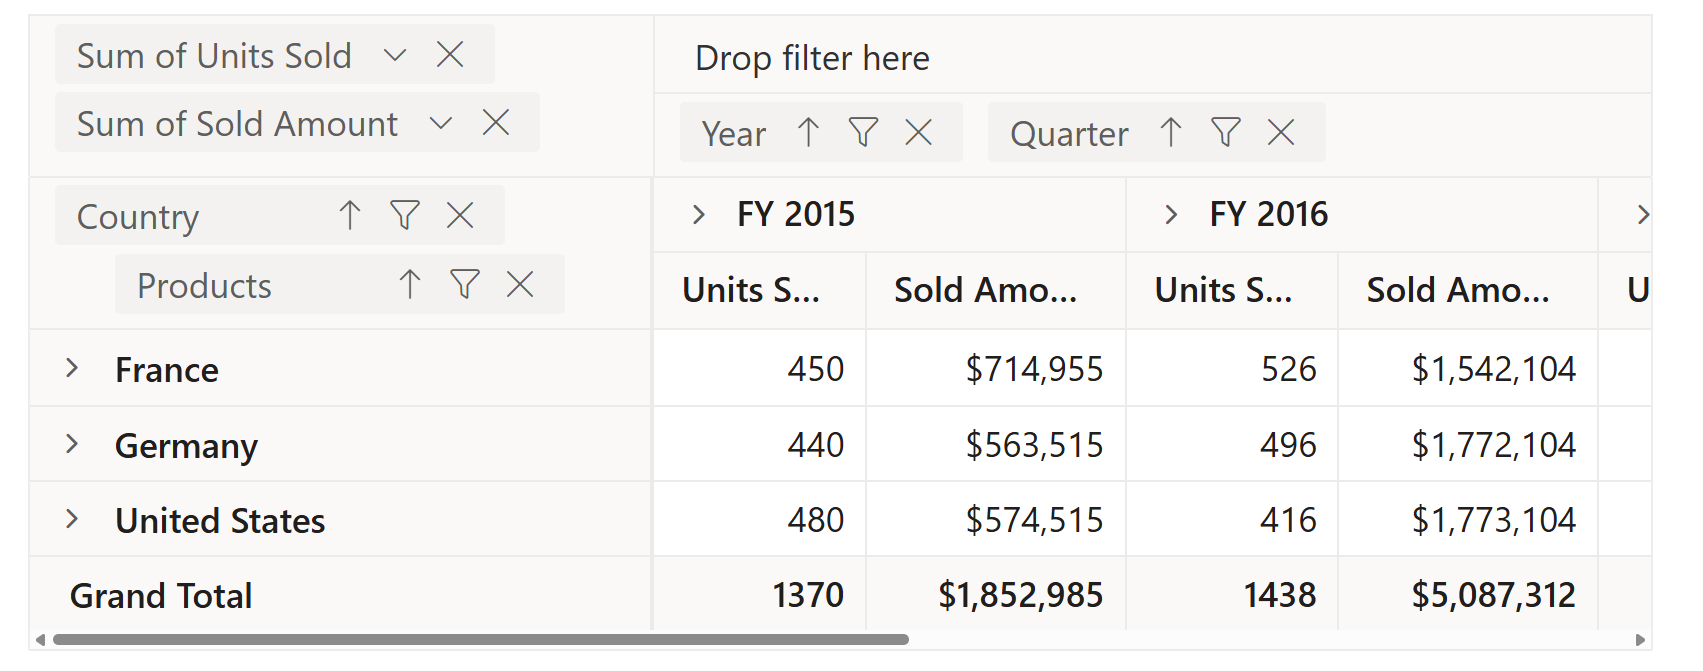 Sum of Units Sold
Sum of Sold Amount
Drop filter here
Year Quarter
Country
Products
FY 2015 FY 2016
Units S... Sold Amo... Units S... Sold Amo... U
France 450 $714,955 526 $1,542,104
Germany 440 $563,515 496 $1,772,104
United States 480 $574,515 416 $1,773,104
Grand Total 1370 $1,852,985 1438 $5,087,312